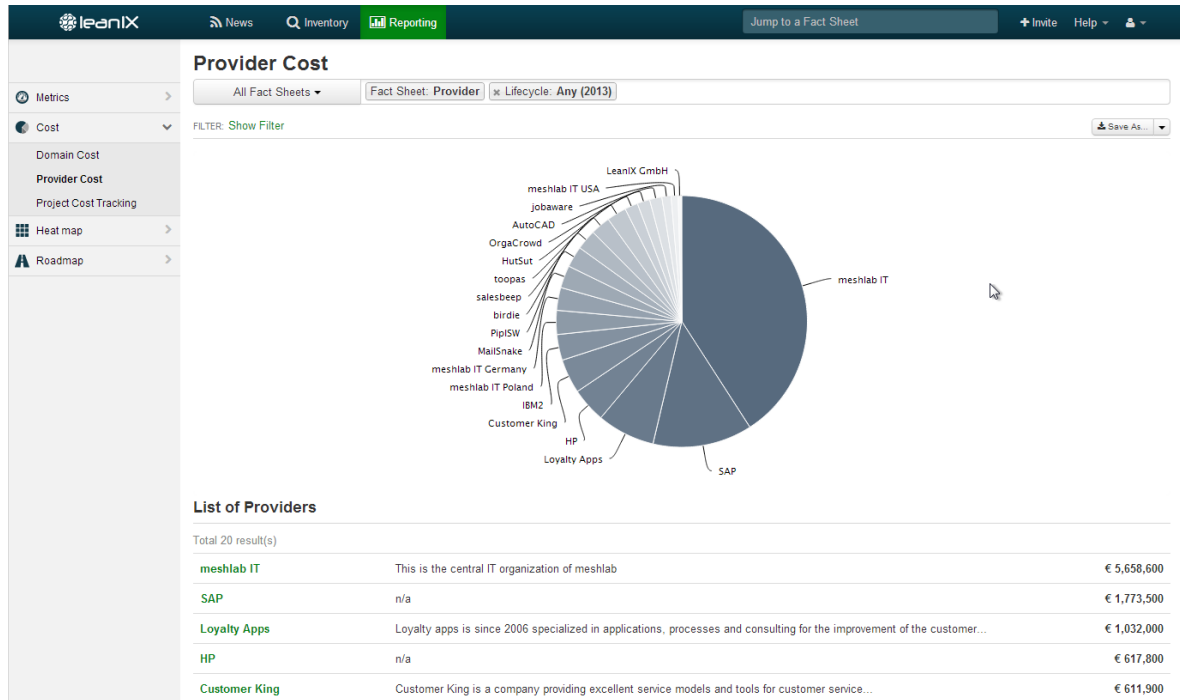 leanIX News Inventory Reporting Jump to a Fact Sheet Invite Help
Provider Cost
All Fact Sheets Fact Sheet: Provider × Lifecycle: Any (2013)
FILTER: Show Filter Save As...
Metrics
Cost
Domain Cost
Provider Cost
Project Cost Tracking
Heat map
Roadmap
LeanIX GmbH
meshlab IT USA
jobaware
AutoCAD
OrgaCrowd
HutSut
toopas
salesbeep
birdie
PipISW
MailSnake
meshlab IT Germany
meshlab IT Poland
IBM2
Customer King
HP
Loyalty Apps
SAP
meshlab IT
List of Providers
Total 20 result(s)
meshlab IT This is the central IT organization of meshlab € 5,658,600
SAP n/a € 1,773,500
Loyalty Apps Loyalty apps is since 2006 specialized in applications, processes and consulting for the improvement of the customer... € 1,032,000
HP n/a € 617,800
Customer King Customer King is a company providing excellent service models and tools for customer service... € 611,900